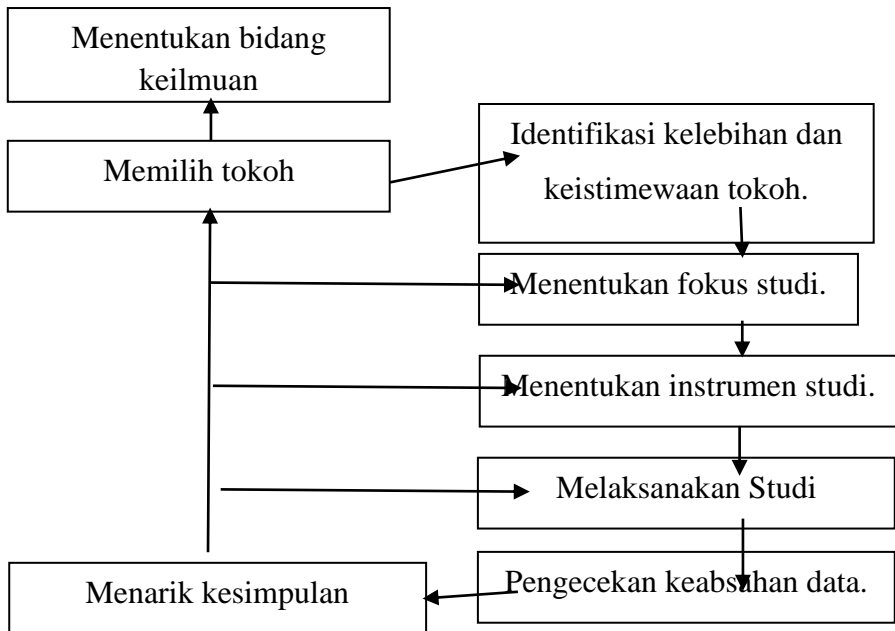 Menentukan bidang
keilmuan
Memilih tokoh
Identifikasi kelebihan dan
keistimewaan tokoh.
Menentukan fokus studi.
Menentukan instrumen studi.
Melaksanakan Studi
Pengecekan keabsahan data.
Menarik kesimpulan